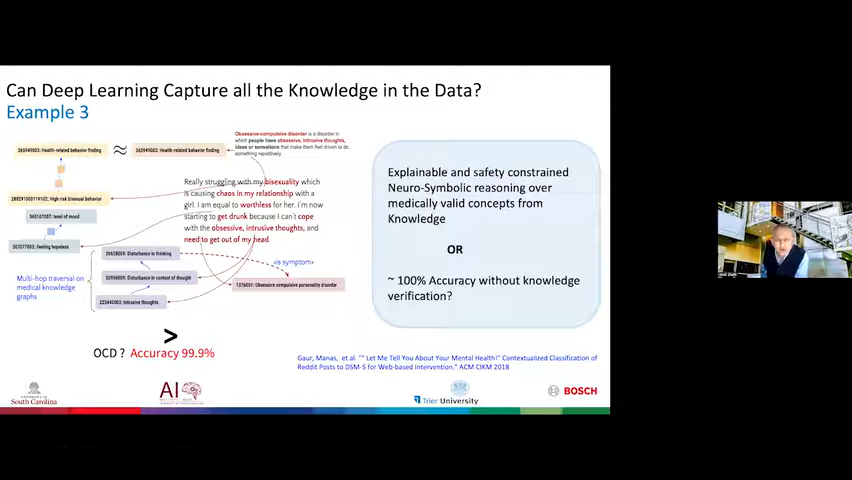 Can Deep Learning Capture all the Knowledge in the Data?
Example 3
Obsessive-compulsive disorder is a disorder in
which people have obsessive, intrusive thoughts,
ideas or sensations that make them feel driven to do
something repetitively.
365949003: Health-related behavior finding
≈
365949003: Health-related behavior finding
Really struggling with my bisexuality which
is causing chaos in my relationship with a
girl. I am equal to worthless for her. I'm now
starting to get drunk because I can't cope
with the obsessive, intrusive thoughts, and
need to get out of my head.
288291000119102: High risk bisexual behavior
365107007: level of mood
307077002: Feeling hopeless
26628009: Disturbance in thinking
<is symptom>
Multi-hop traversal on
medical knowledge
graphs
55956009: Disturbance in content of thought
1376001: Obsessive compulsive personality disorder
225445003: Intrusive thoughts
>
OCD ? Accuracy 99.9%
Explainable and safety constrained
Neuro-Symbolic reasoning over
medically valid concepts from
Knowledge
OR
~ 100% Accuracy without knowledge
verification?
Gaur, Manas, et al. "" Let Me Tell You About Your Mental Health!" Contextualized Classification of
Reddit Posts to DSM-5 for Web-based Intervention." ACM CIKM 2018
South Carolina
AI
Trier University
BOSCH